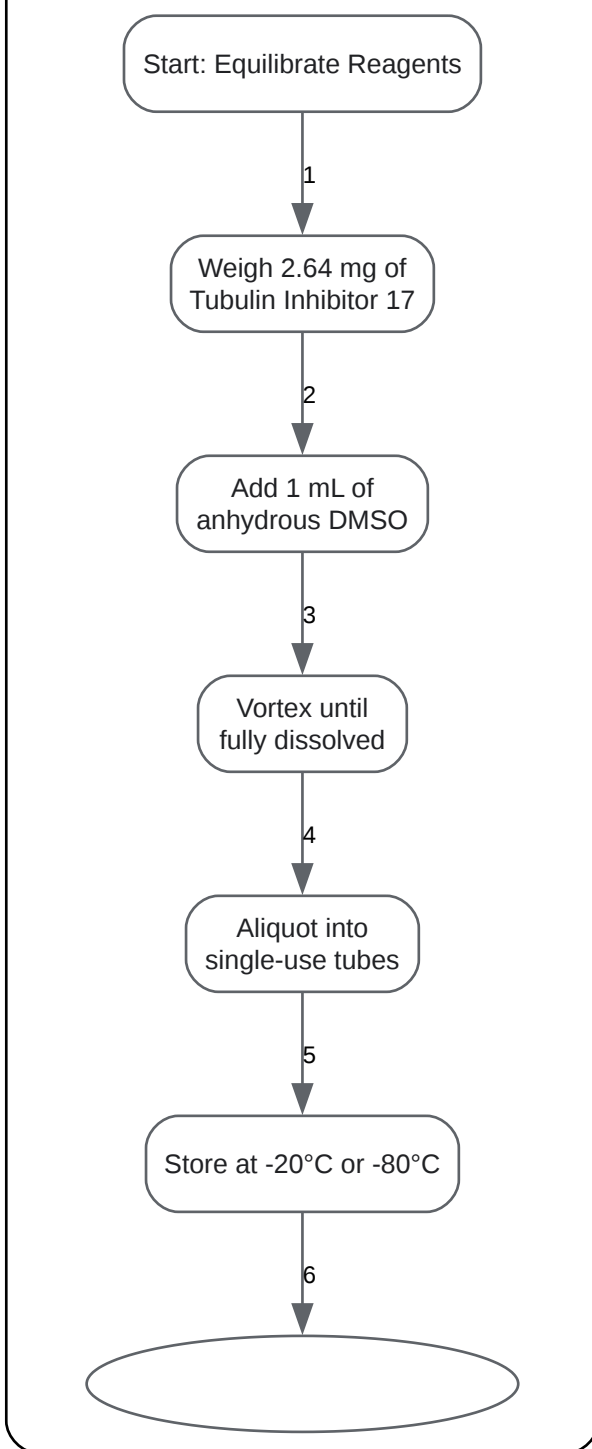 Start: Equilibrate Reagents
1
Weigh 2.64 mg of
Tubulin Inhibitor 17
2
Add 1 mL of
anhydrous DMSO
3
Vortex until
fully dissolved
4
Aliquot into
single-use tubes
5
Store at -20°C or -80°C
6